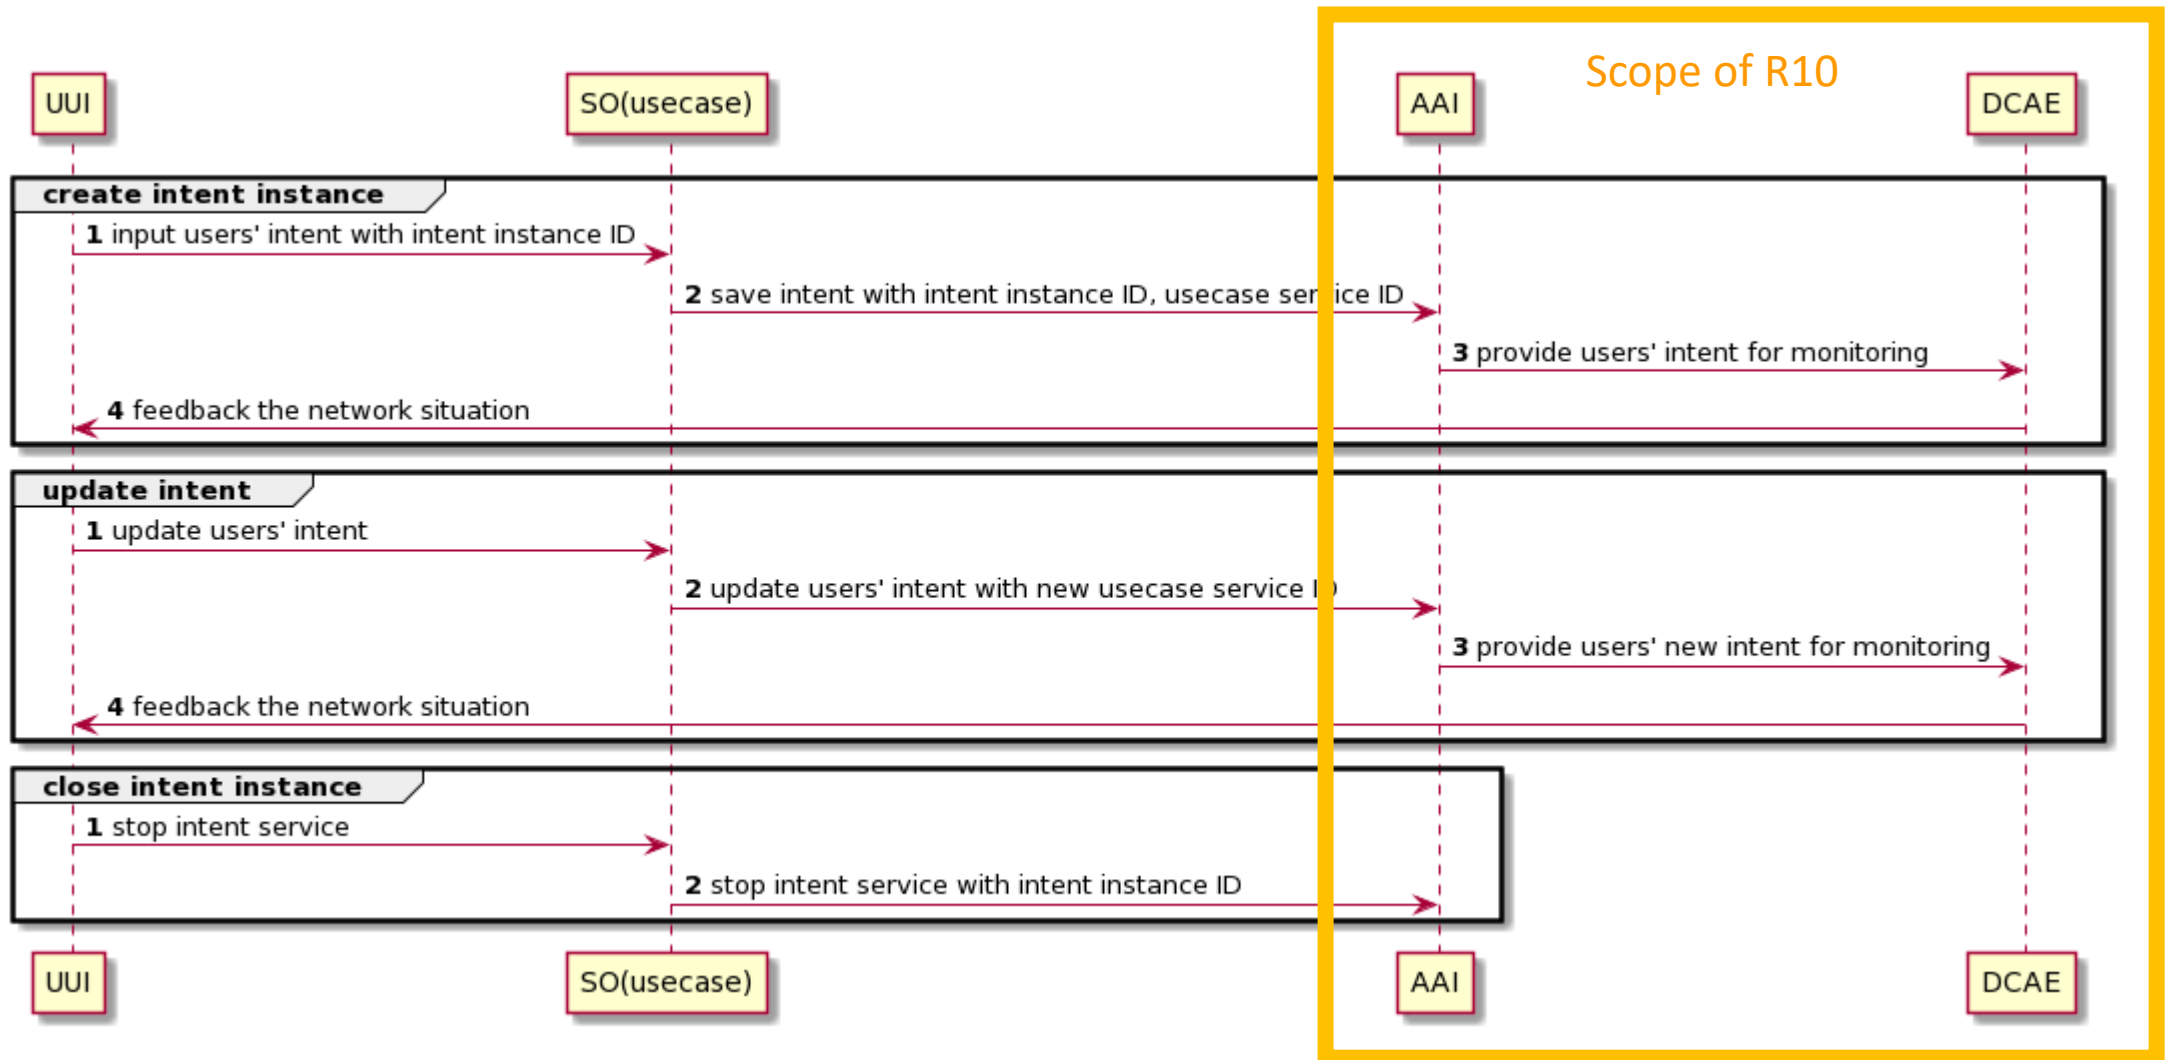 Scope of R10
UUI
SO(usecase)
AAI
DCAE
create intent instance
1 input users' intent with intent instance ID
2 save intent with intent instance ID, usecase service ID
3 provide users' intent for monitoring
4 feedback the network situation
update intent
1 update users' intent
2 update users' intent with new usecase service ID
3 provide users' new intent for monitoring
4 feedback the network situation
close intent instance
1 stop intent service
2 stop intent service with intent instance ID
UUI
SO(usecase)
AAI
DCAE